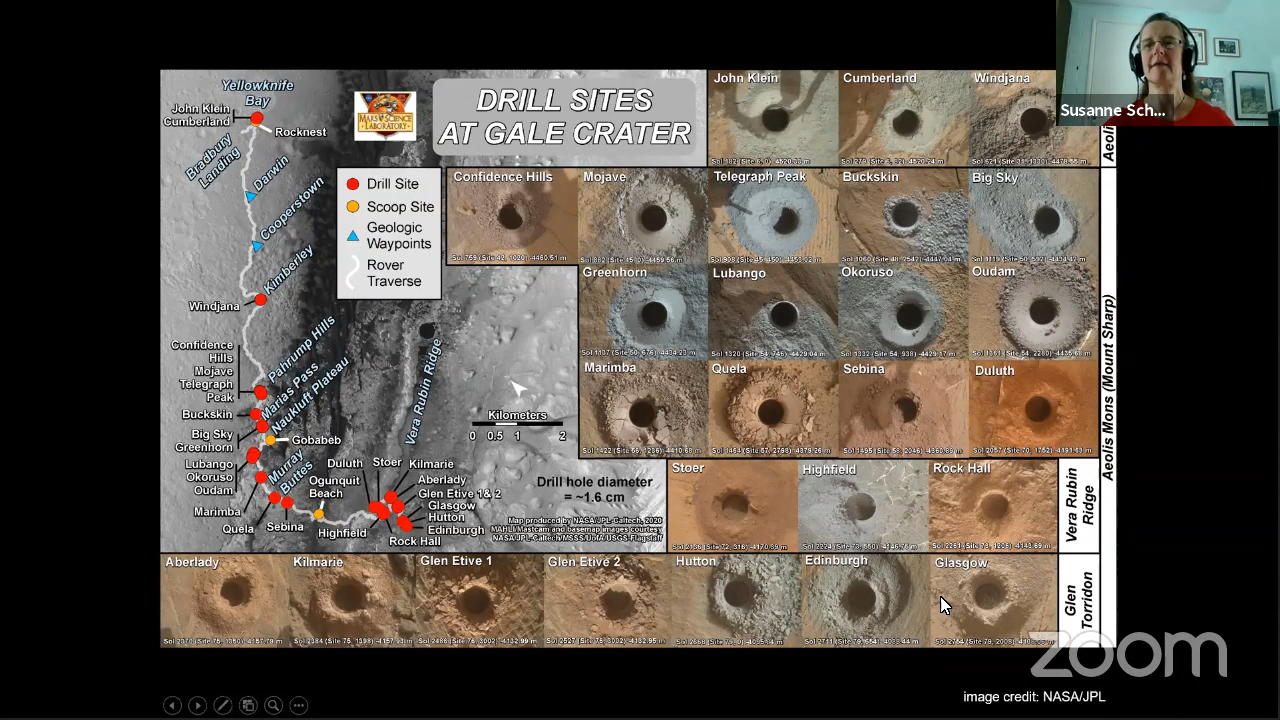 Susanne Sch...
DRILL SITES
AT GALE CRATER
MARS SCIENCE
LABORATORY
Yellowknife
Bay
John Klein
Cumberland
Rocknest
Bradbury
Landing
Darwin
Cooperstown
Kimberley
Windjana
Confidence
Hills
Mojave
Telegraph
Peak
Pahrump Hills
Marias Pass
Naukluft Plateau
Buckskin
Big Sky
Greenhorn
Gobabeb
Lubango
Okoruso
Oudam
Murray
Buttes
Marimba
Quela
Sebina
Ogunquit
Beach
Duluth
Stoer
Highfield
Kilmarie
Aberlady
Glen Etive 1 & 2
Glasgow
Hutton
Edinburgh
Rock Hall
Vera Rubin Ridge
Drill Site
Scoop Site
Geologic
Waypoints
Rover
Traverse
Kilometers
0 0.5 1 2
Drill hole diameter
= ~1.6 cm
Map produced by NASA/JPL-Caltech, 2020
MAHLI/Mastcam and basemap images courtesy
NASA/JPL-Caltech/MSSS/UofA/USGS-Flagstaff
John Klein
Cumberland
Windjana
Aeoli
Confidence Hills
Mojave
Telegraph Peak
Buckskin
Big Sky
Greenhorn
Lubango
Okoruso
Oudam
Marimba
Quela
Sebina
Duluth
Aeolis Mons (Mount Sharp)
Stoer
Highfield
Rock Hall
Vera Rubin
Ridge
Aberlady
Kilmarie
Glen Etive 1
Glen Etive 2
Hutton
Edinburgh
Glasgow
Glen
Torridon
zoom
image credit: NASA/JPL